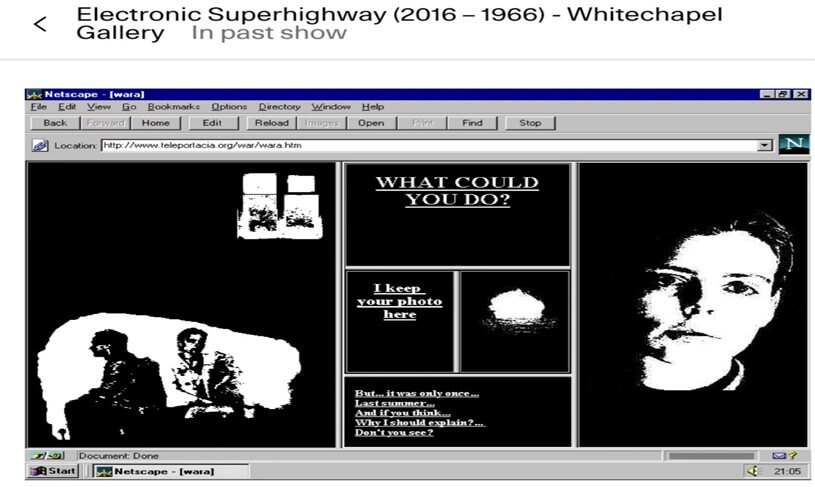 Electronic Superhighway (2016 – 1966) - Whitechapel
Gallery In past show
Netscape - [wara]
File Edit View Go Bookmarks Options Directory Window Help
Back Forward Home Edit Reload Images Open Print Find Stop
Location: http://www.teleportacia.org/war/wara.htm
N
WHAT COULD
YOU DO?
I keep
your photo
here
But... it was only once...
Last summer...
And if you think...
Why I should explain?...
Don't you see?
Document: Done
Start Netscape - [wara] 21:05